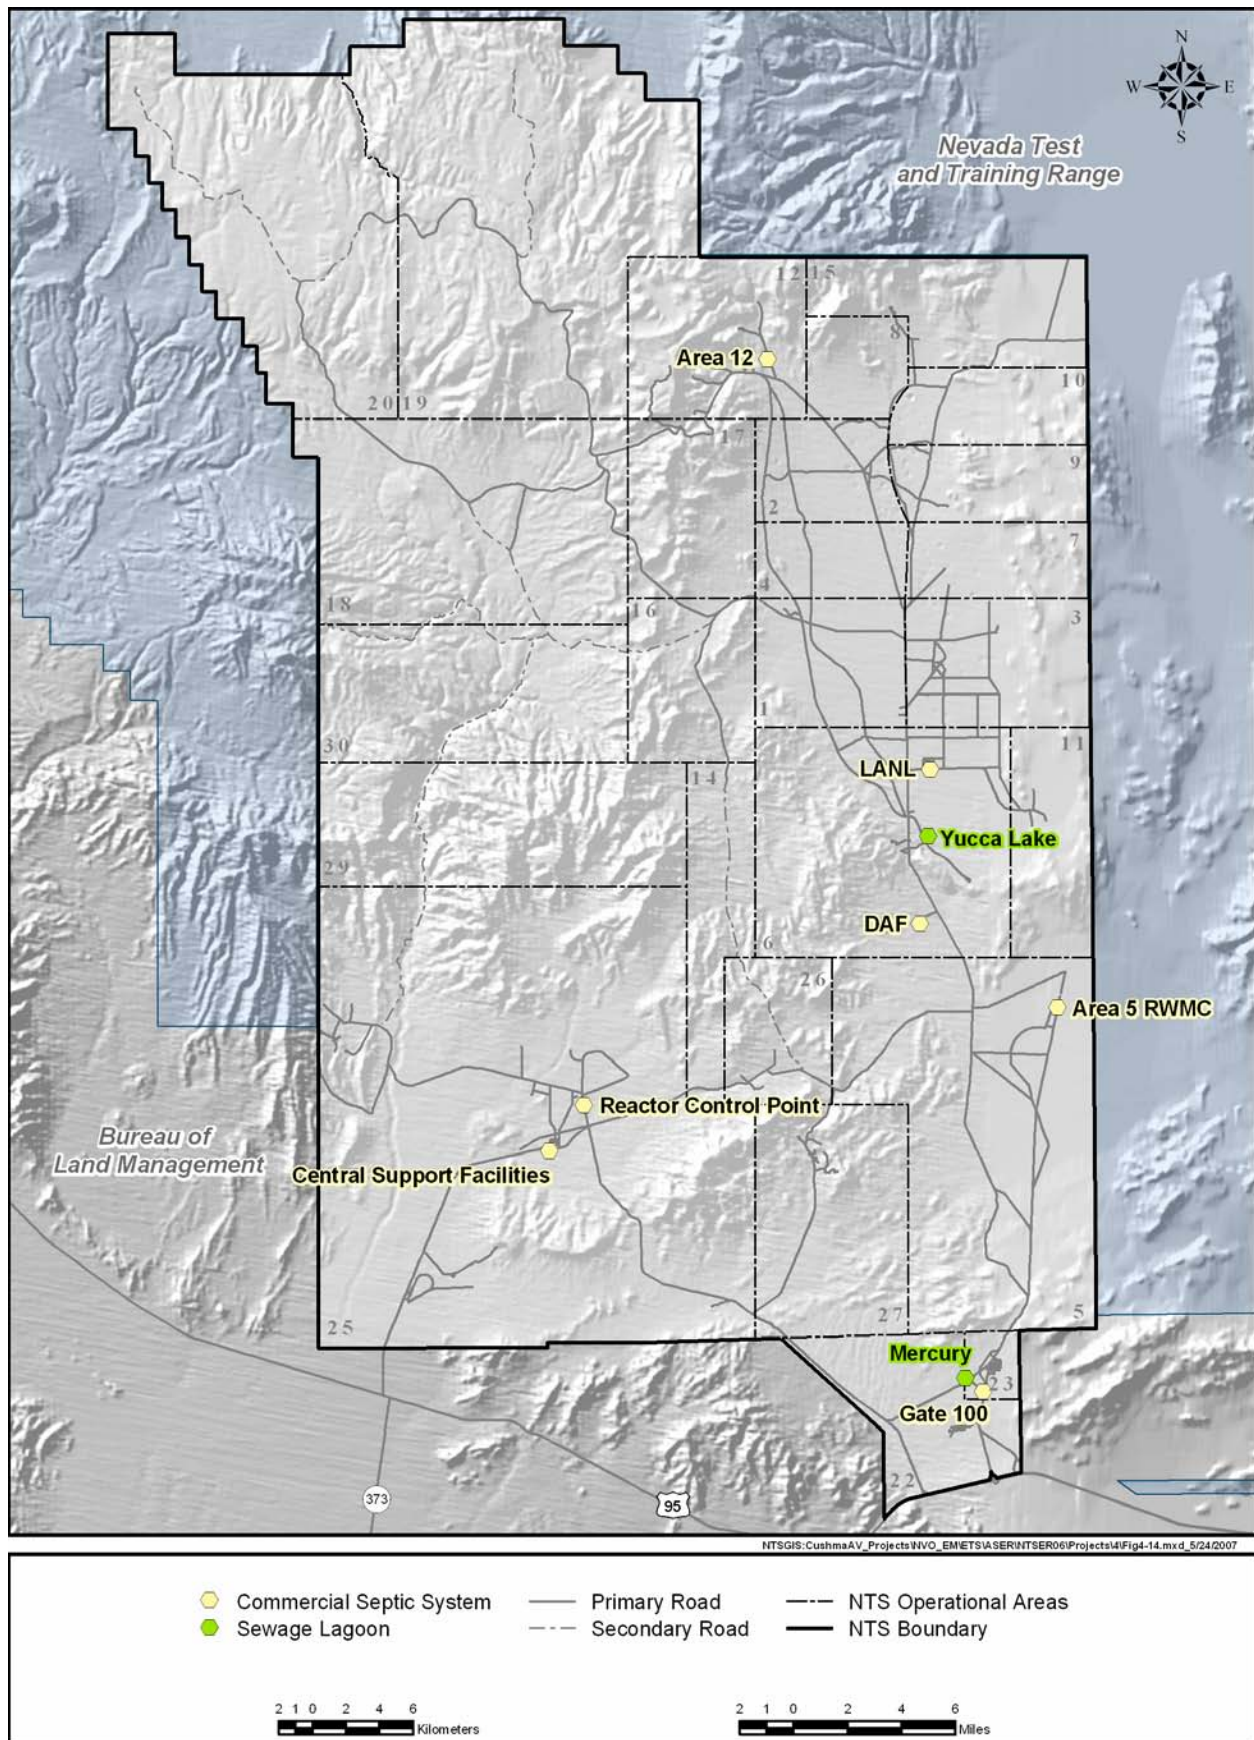 N
W E
S
Nevada Test
and Training Range
12 15
8
Area 12
10
20 19
17
9
2
7
4
18
16
3
1
30
11
14
LANL
Yucca Lake
29
DAF
6
26
Area 5 RWMC
Reactor Control Point
Bureau of
Land Management
Central Support Facilities
25
27
5
Mercury
23
Gate 100
22
373
95
NTSGIS:CushmaAV_Projects\NVO_EM\ETS\ASER\NTSER06\Projects\4\Fig4-14.mxd_5/24/2007
Commercial Septic System
Primary Road
NTS Operational Areas
Sewage Lagoon
Secondary Road
NTS Boundary
2 1 0 2 4 6
Kilometers
2 0 2 4 6
Miles